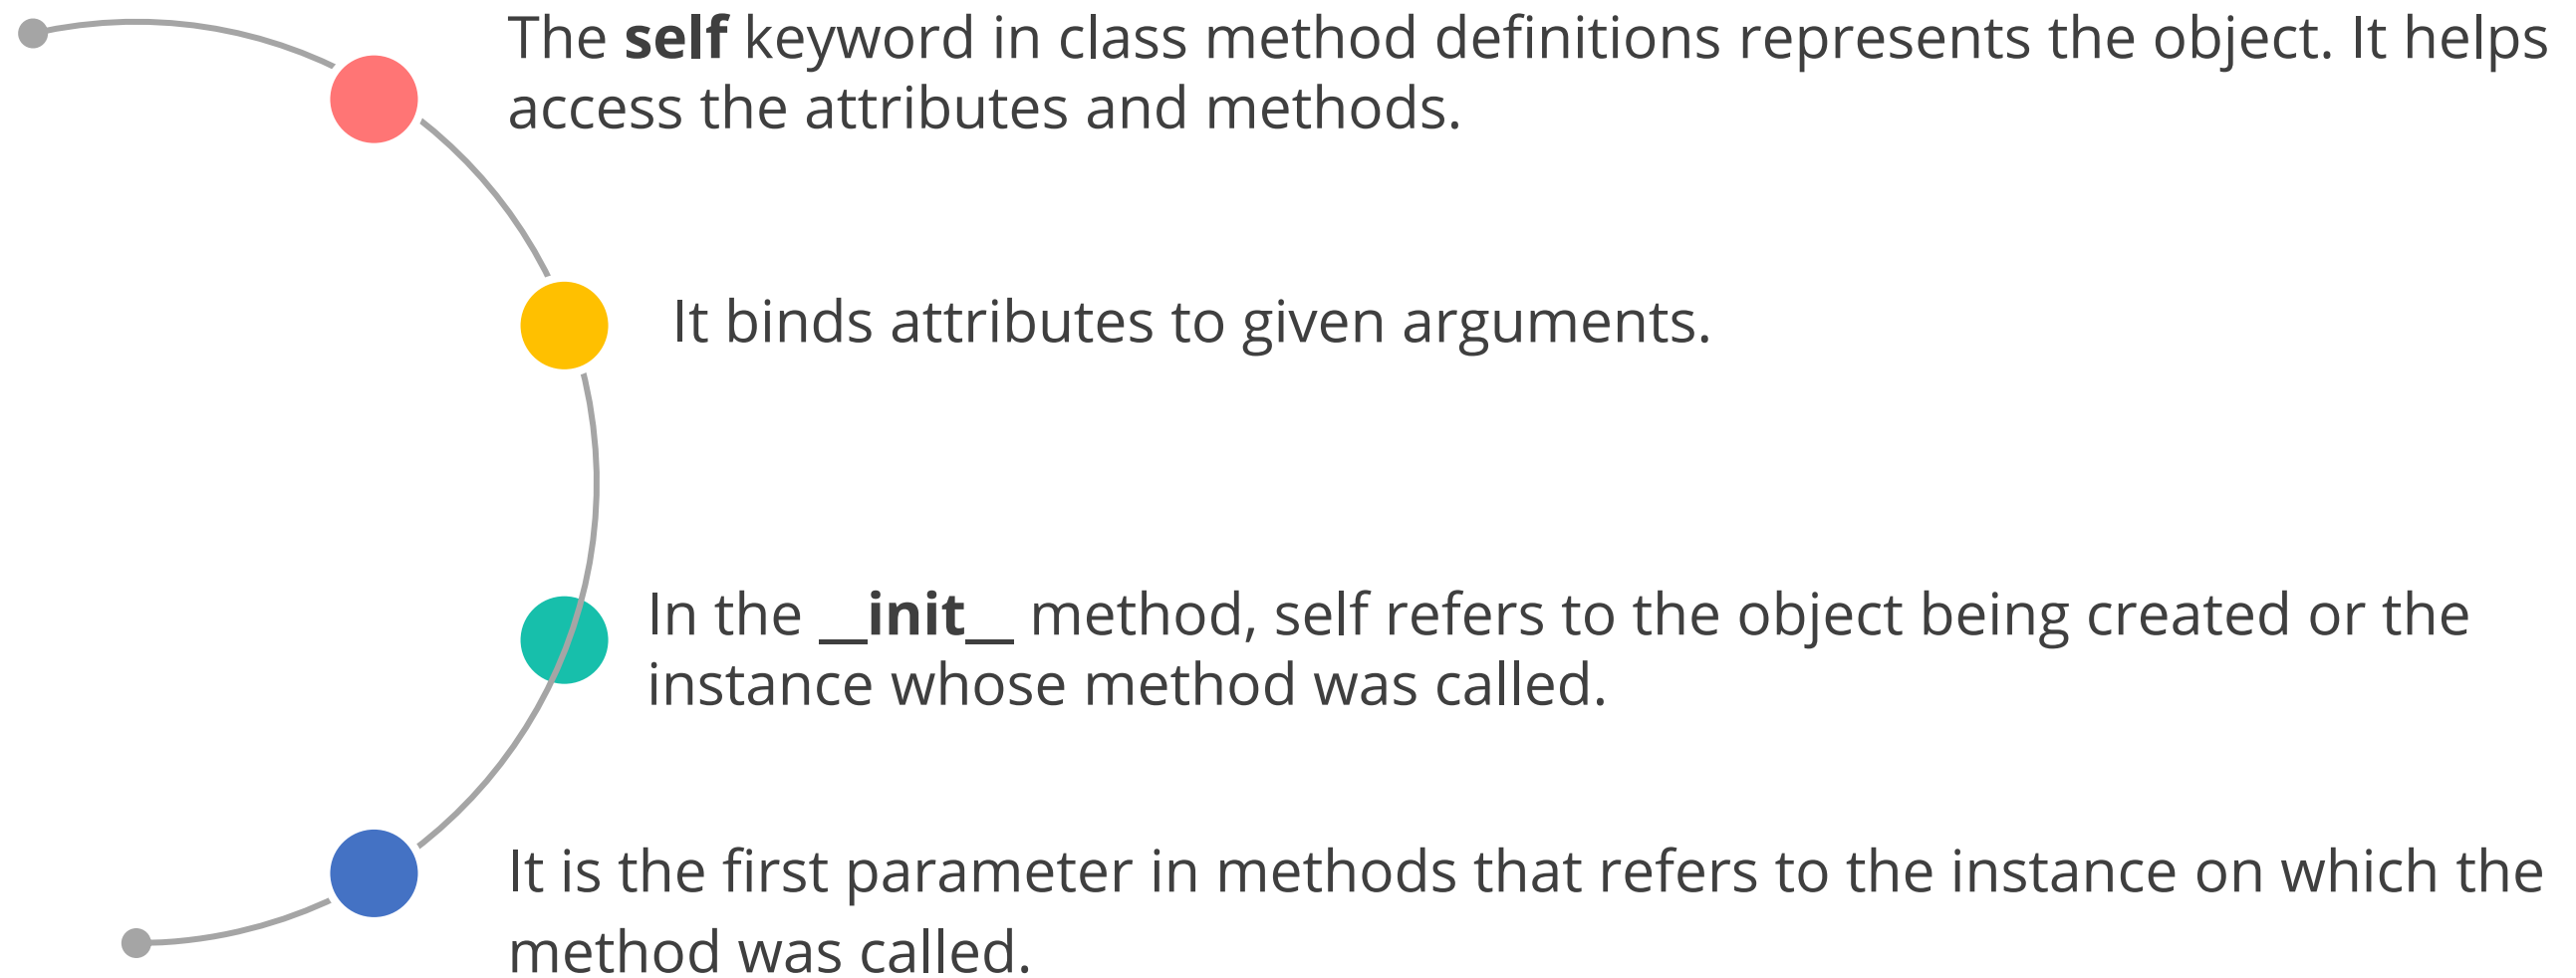 The self keyword in class method definitions represents the object. It helps
access the attributes and methods.
It binds attributes to given arguments.
In the __init__ method, self refers to the object being created or the
instance whose method was called.
It is the first parameter in methods that refers to the instance on which the
method was called.